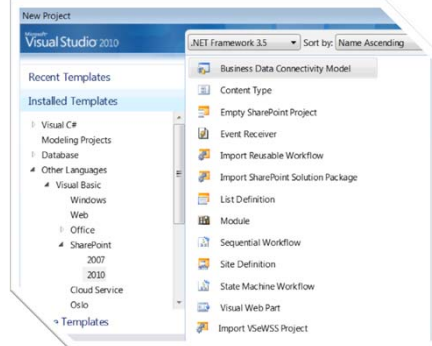 New Project
Microsoft
Visual Studio 2010
.NET Framework 3.5
Sort by: Name Ascending
Recent Templates
Installed Templates
Visual C#
Modeling Projects
Database
Other Languages
Visual Basic
Windows
Web
Office
SharePoint
2007
2010
Cloud Service
Oslo
Templates
Business Data Connectivity Model
Content Type
Empty SharePoint Project
Event Receiver
Import Reusable Workflow
Import SharePoint Solution Package
List Definition
Module
Sequential Workflow
Site Definition
State Machine Workflow
Visual Web Part
Import VSeWSS Project